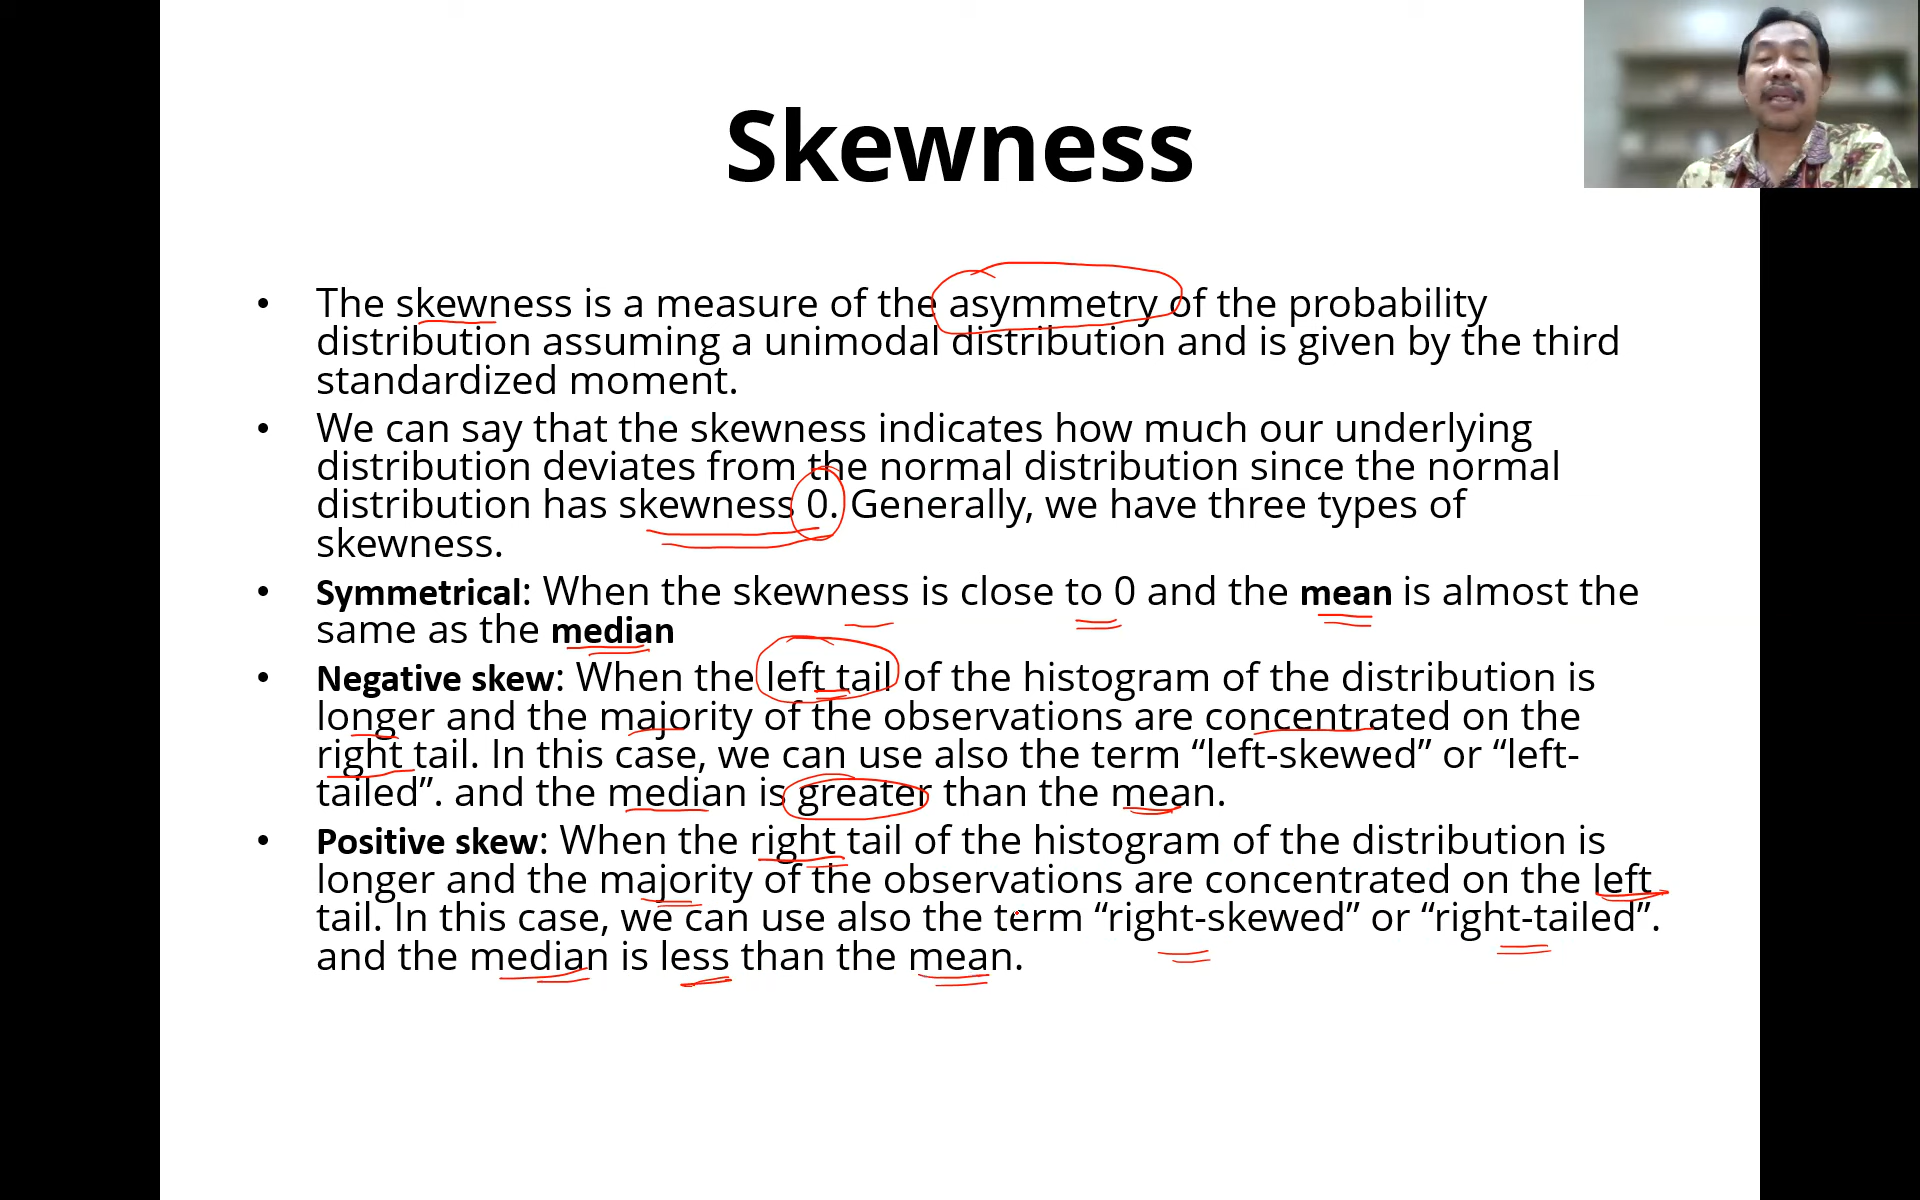 Skewness
• The skewness is a measure of the asymmetry of the probability
distribution assuming a unimodal distribution and is given by the third
standardized moment.
• We can say that the skewness indicates how much our underlying
distribution deviates from the normal distribution since the normal
distribution has skewness 0. Generally, we have three types of
skewness.
• Symmetrical: When the skewness is close to 0 and the mean is almost the
same as the median
• Negative skew: When the left tail of the histogram of the distribution is
longer and the majority of the observations are concentrated on the
right tail. In this case, we can use also the term “left-skewed” or “left-
tailed”. and the median is greater than the mean.
• Positive skew: When the right tail of the histogram of the distribution is
longer and the majority of the observations are concentrated on the left
tail. In this case, we can use also the term “right-skewed” or “right-tailed”.
and the median is less than the mean.